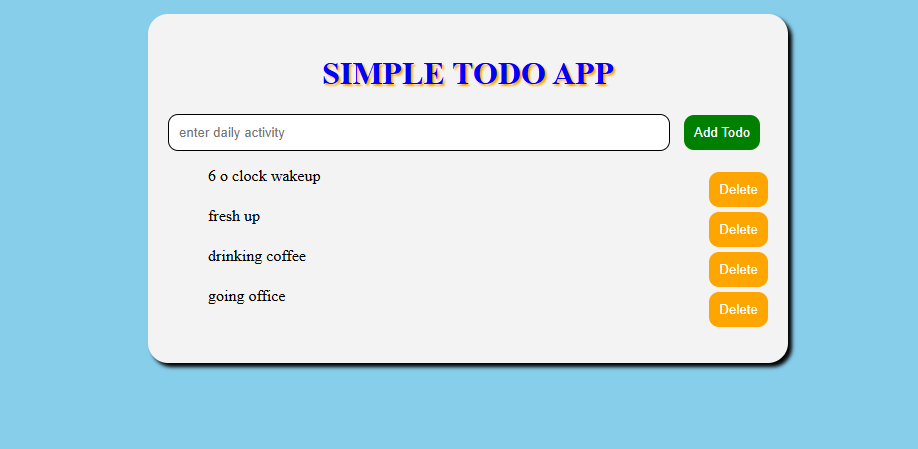 SIMPLE TODO APP
enter daily activity Add Todo
6 o clock wakeup Delete
fresh up Delete
drinking coffee Delete
going office Delete